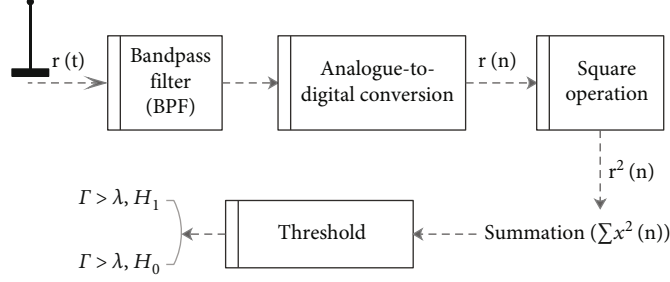 r (t)
Bandpass
filter
(BPF)
Analogue-to-
digital conversion
r (n)
Square
operation
r² (n)
Summation (∑x² (n))
Threshold
Γ > λ, H₁
Γ > λ, H₀